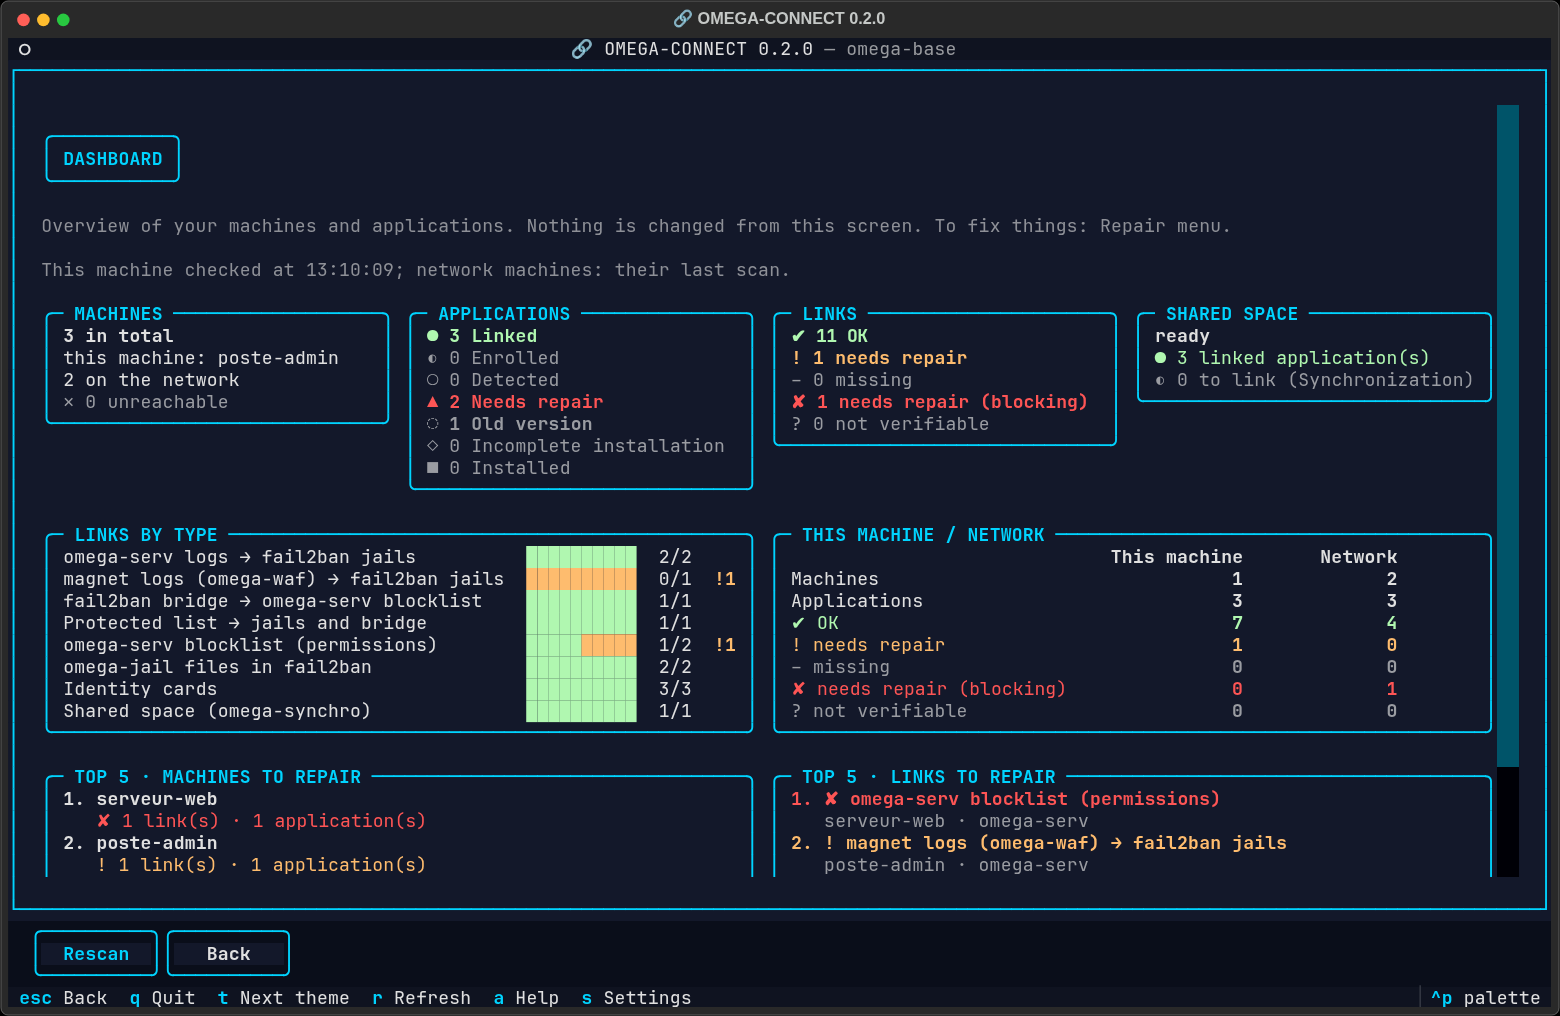 🔗 OMEGA-CONNECT 0.2.0
🔗 OMEGA-CONNECT 0.2.0 — omega-base
DASHBOARD
Overview of your machines and applications. Nothing is changed from this screen. To fix things: Repair menu.
This machine checked at 13:10:09; network machines: their last scan.
MACHINES
3 in total
this machine: poste-admin
2 on the network
× 0 unreachable
APPLICATIONS
● 3 Linked
◐ 0 Enrolled
○ 0 Detected
▲ 2 Needs repair
◌ 1 Old version
◇ 0 Incomplete installation
■ 0 Installed
LINKS
✔ 11 OK
! 1 needs repair
– 0 missing
✘ 1 needs repair (blocking)
? 0 not verifiable
SHARED SPACE
ready
● 3 linked application(s)
◐ 0 to link (Synchronization)
LINKS BY TYPE
omega-serv logs → fail2ban jails 2/2
magnet logs (omega-waf) → fail2ban jails 0/1 !1
fail2ban bridge → omega-serv blocklist 1/1
Protected list → jails and bridge 1/1
omega-serv blocklist (permissions) 1/2 !1
omega-jail files in fail2ban 2/2
Identity cards 3/3
Shared space (omega-synchro) 1/1
THIS MACHINE / NETWORK
This machine Network
Machines 1 2
Applications 3 3
✔ OK 7 4
! needs repair 1 0
– missing 0 0
✘ needs repair (blocking) 0 1
? not verifiable 0 0
TOP 5 · MACHINES TO REPAIR
1. serveur-web
✘ 1 link(s) · 1 application(s)
2. poste-admin
! 1 link(s) · 1 application(s)
TOP 5 · LINKS TO REPAIR
1. ✘ omega-serv blocklist (permissions)
serveur-web · omega-serv
2. ! magnet logs (omega-waf) → fail2ban jails
poste-admin · omega-serv
Rescan Back
esc Back q Quit t Next theme r Refresh a Help s Settings ^p palette